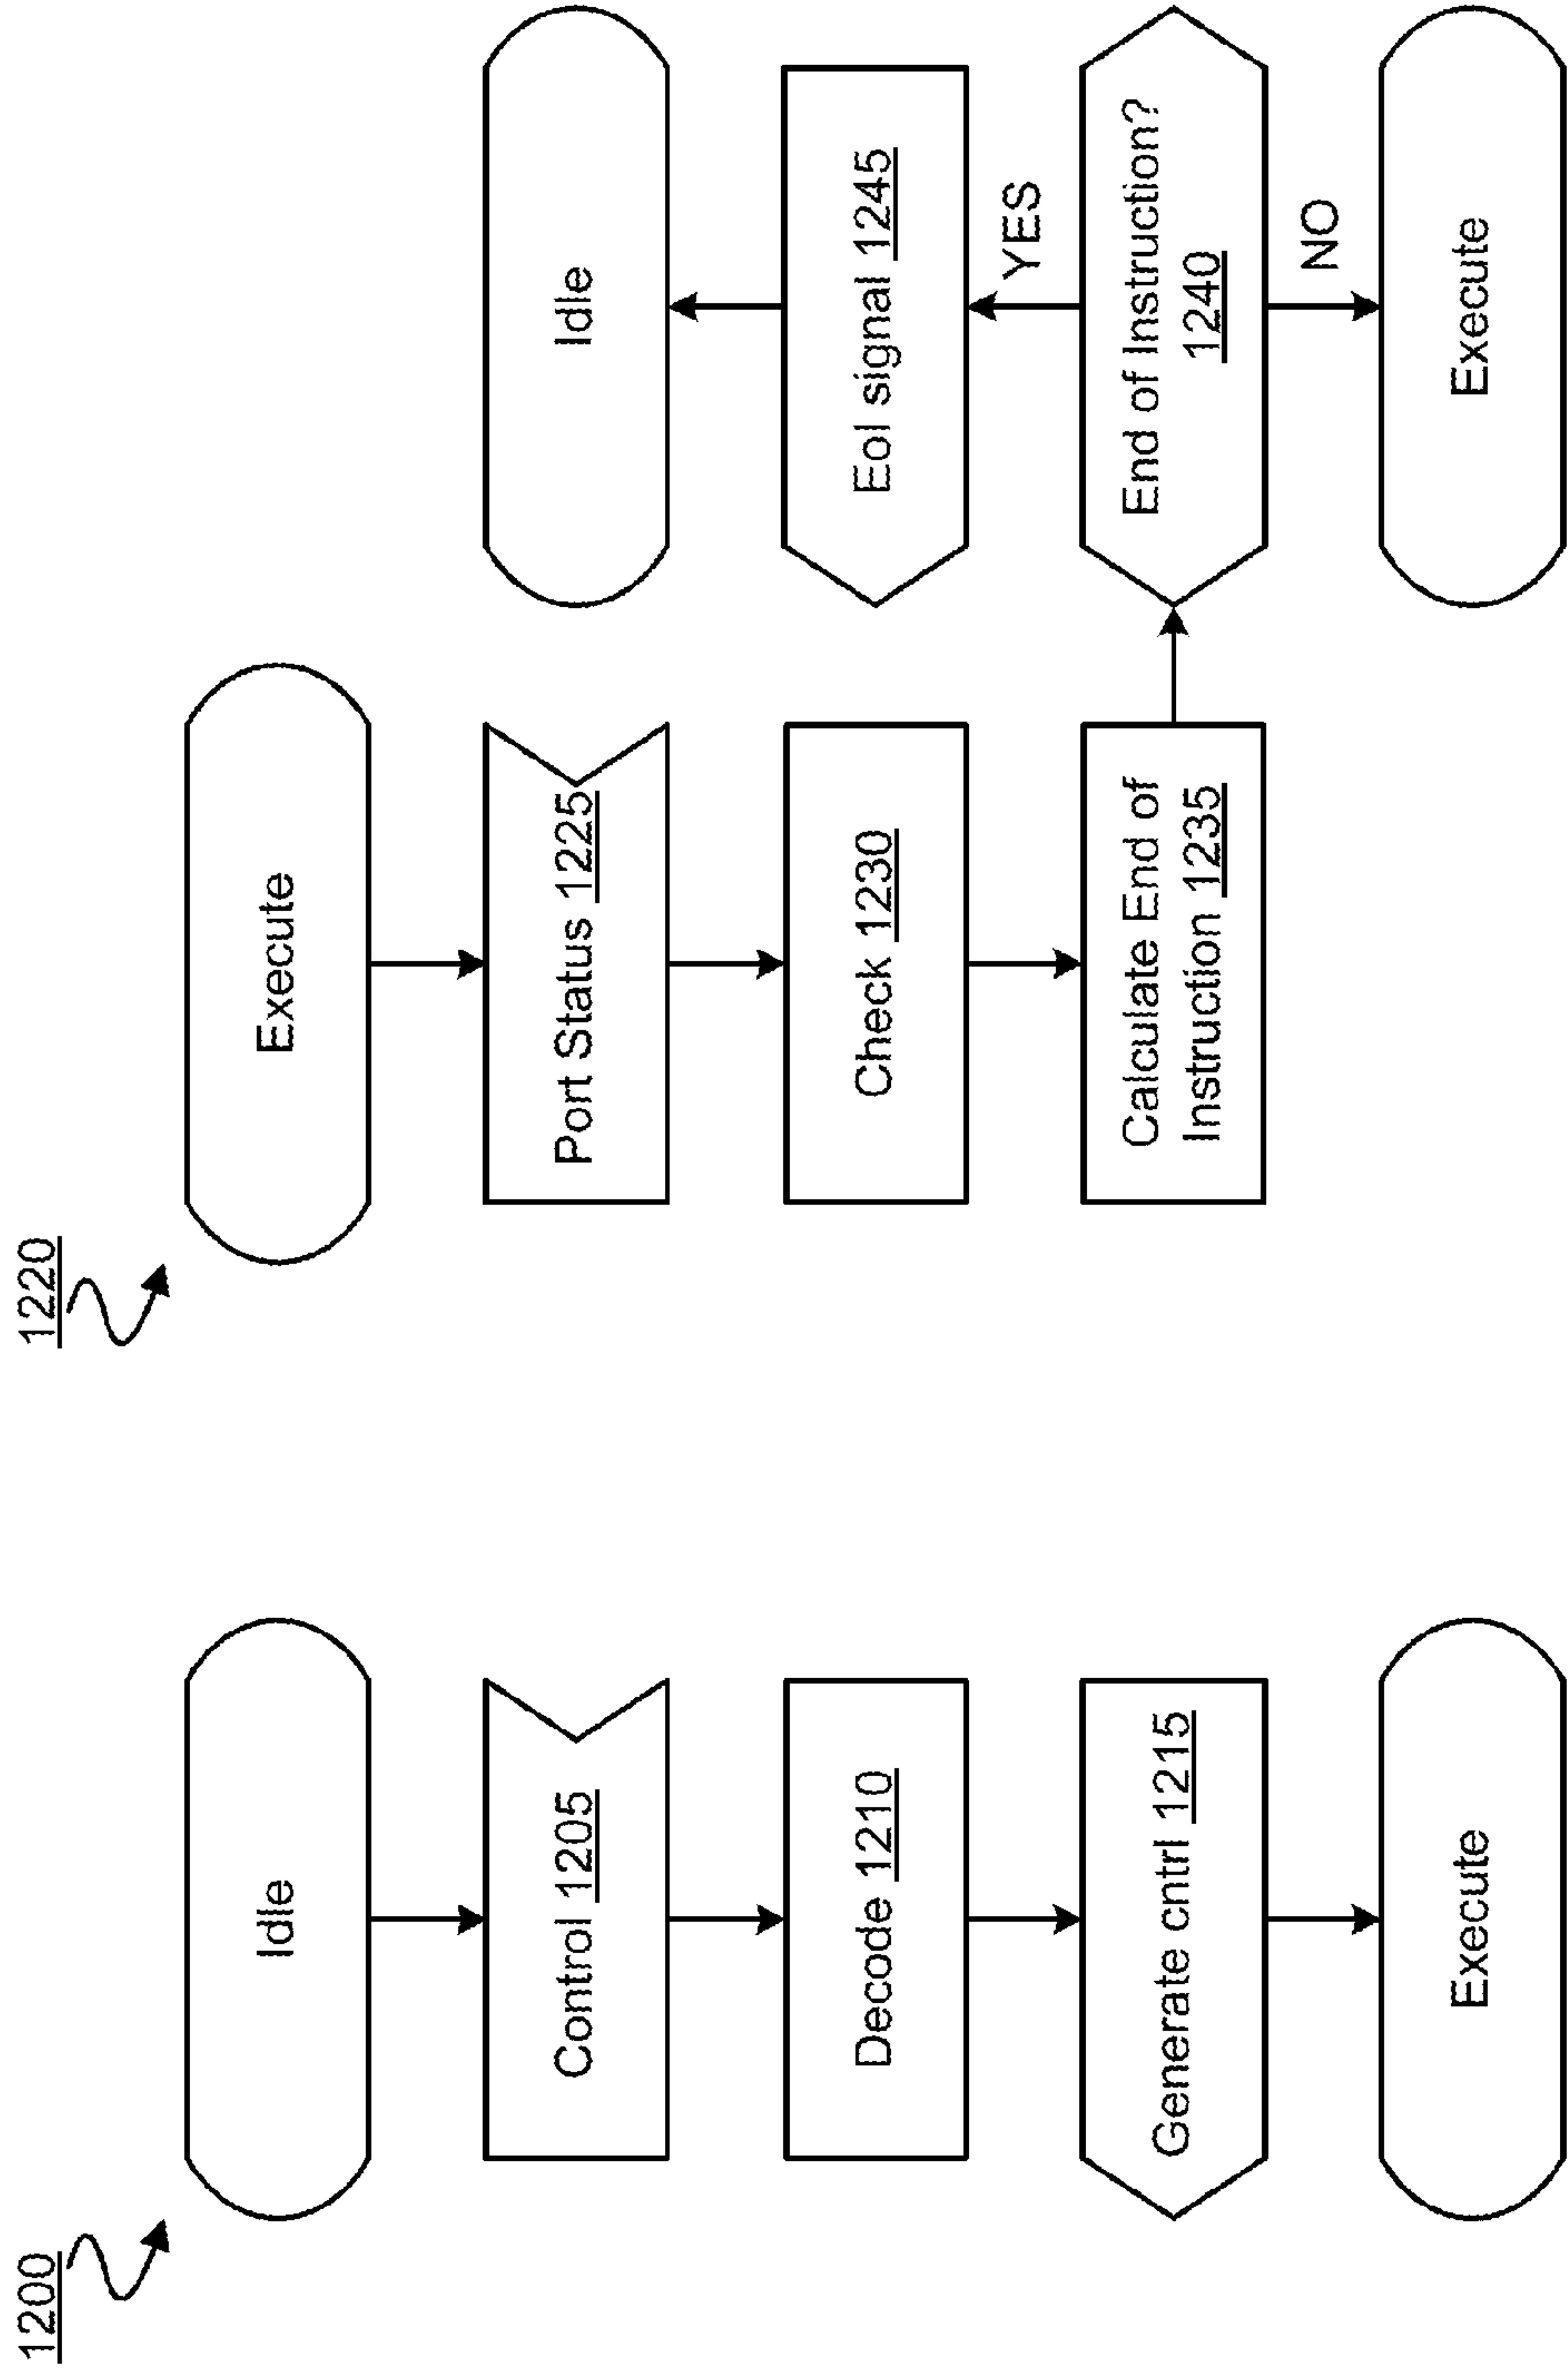 1200
Idle
Control 1205
Decode 1210
Generate cntrl 1215
Execute
1220
Execute
Port Status 1225
Check 1230
Calculate End of
Instruction 1235
Idle
EoI signal 1245
YES
End of Instruction?
1240
NO
Execute